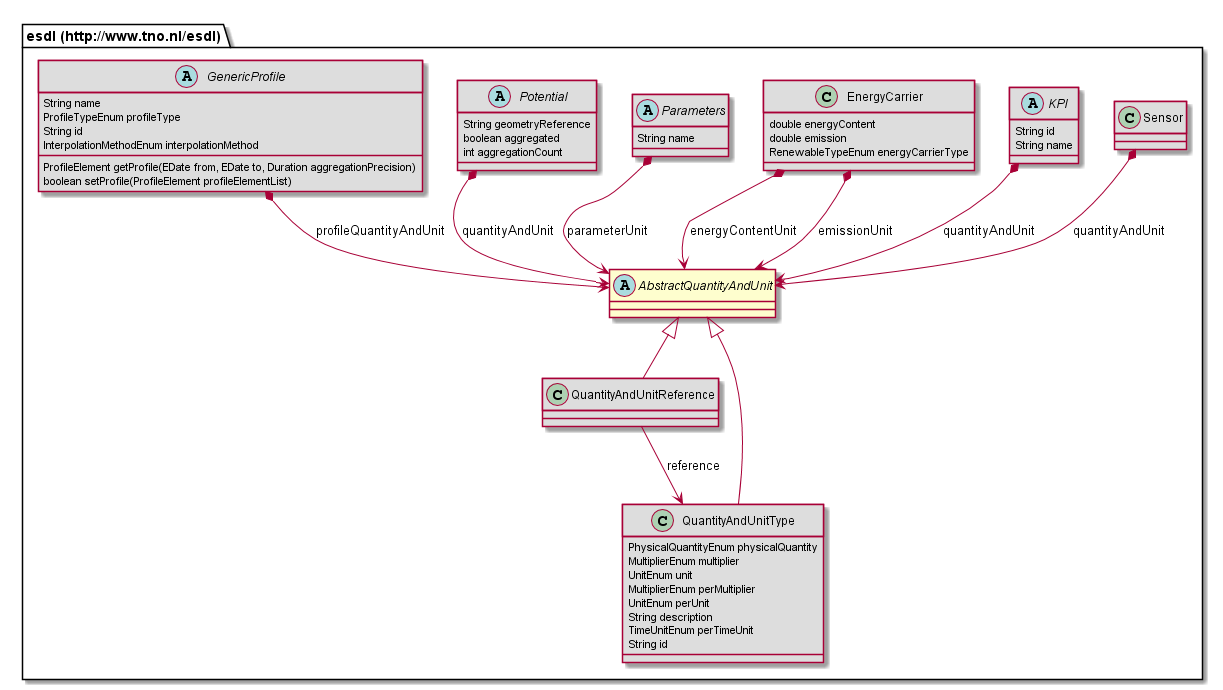 esdl (http://www.tno.nl/esdl)
A GenericProfile
String name
ProfileTypeEnum profileType
String id
InterpolationMethodEnum interpolationMethod
ProfileElement getProfile(EDate from, EDate to, Duration aggregationPrecision)
boolean setProfile(ProfileElement profileElementList)
A Potential
String geometryReference
boolean aggregated
int aggregationCount
A Parameters
String name
C EnergyCarrier
double energyContent
double emission
RenewableTypeEnum energyCarrierType
A KPI
String id
String name
C Sensor
profileQuantityAndUnit
quantityAndUnit
parameterUnit
energyContentUnit
emissionUnit
quantityAndUnit
quantityAndUnit
A AbstractQuantityAndUnit
C QuantityAndUnitReference
reference
C QuantityAndUnitType
PhysicalQuantityEnum physicalQuantity
MultiplierEnum multiplier
UnitEnum unit
MultiplierEnum perMultiplier
UnitEnum perUnit
String description
TimeUnitEnum perTimeUnit
String id